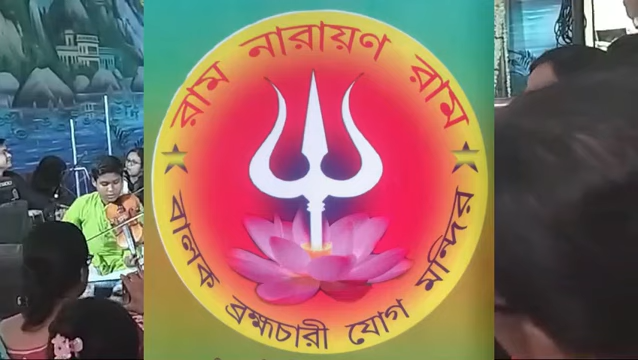 রাম নারায়ণ রাম
বালক ব্রহ্মচারী যোগ মন্দির